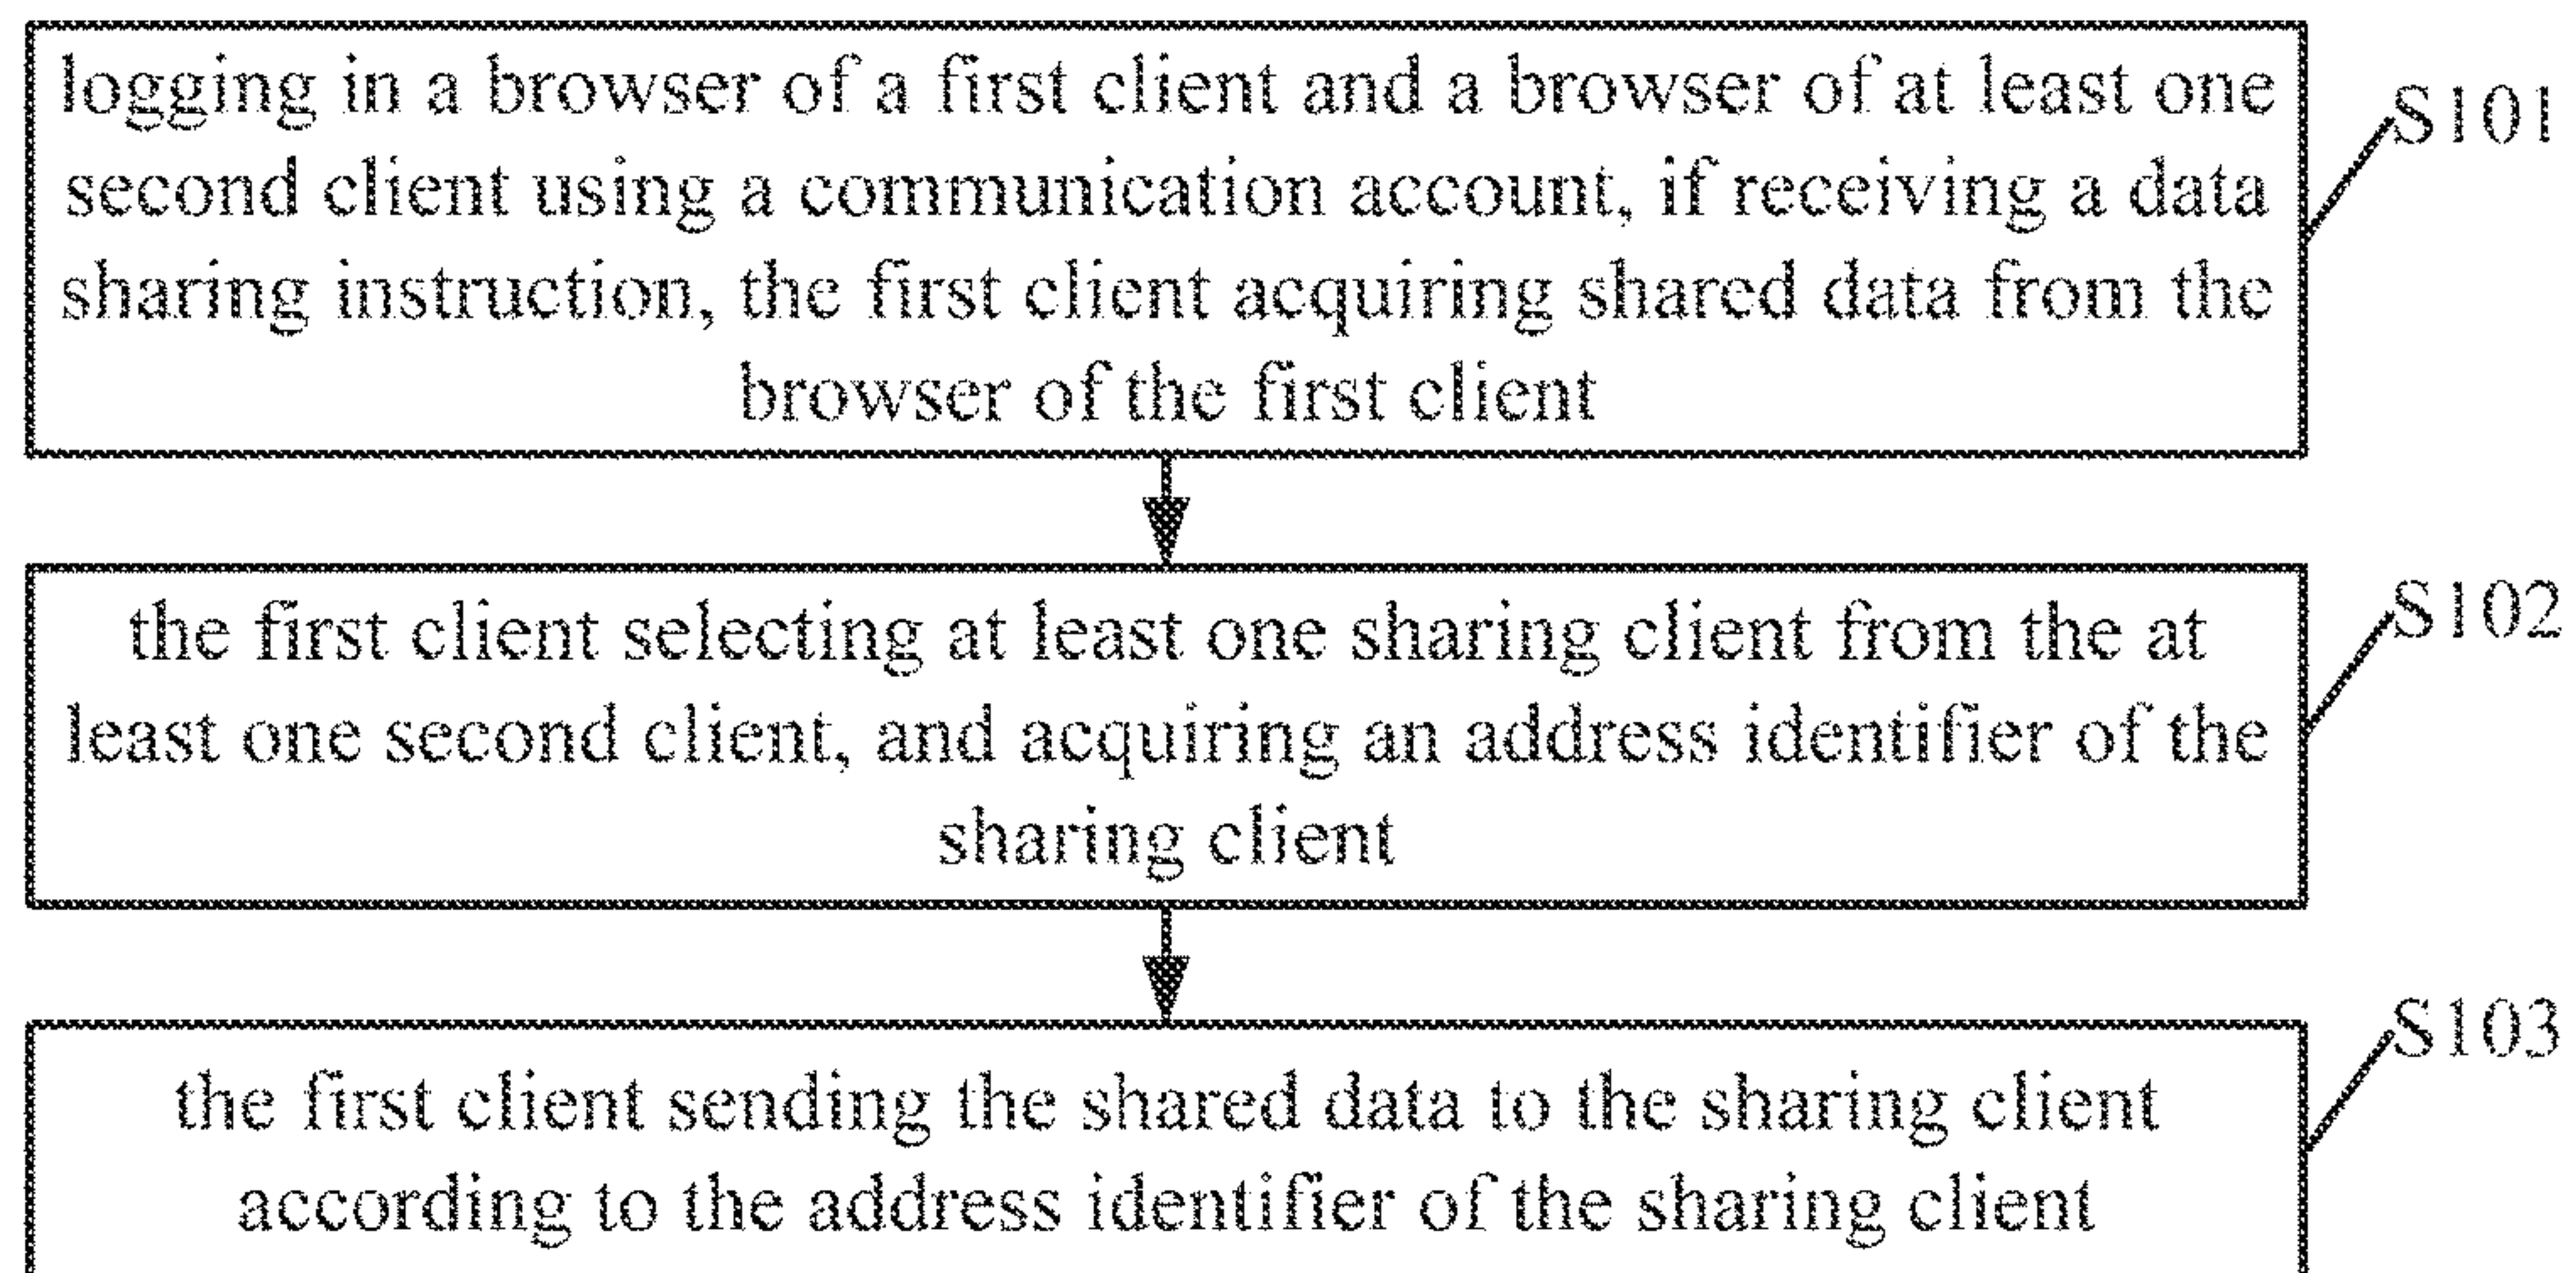 logging in a browser of a first client and a browser of at least one
second client using a communication account, if receiving a data
sharing instruction, the first client acquiring shared data from the
browser of the first client
S101
the first client selecting at least one sharing client from the at
least one second client, and acquiring an address identifier of the
sharing client
S102
the first client sending the shared data to the sharing client
according to the address identifier of the sharing client
S103